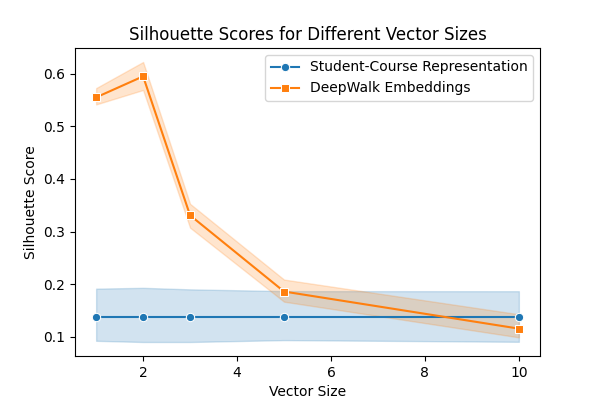 Silhouette Scores for Different Vector Sizes
Student-Course Representation
DeepWalk Embeddings
0.6
0.5
0.4
0.3
0.2
0.1
Silhouette Score
2 4 6 8 10
Vector Size